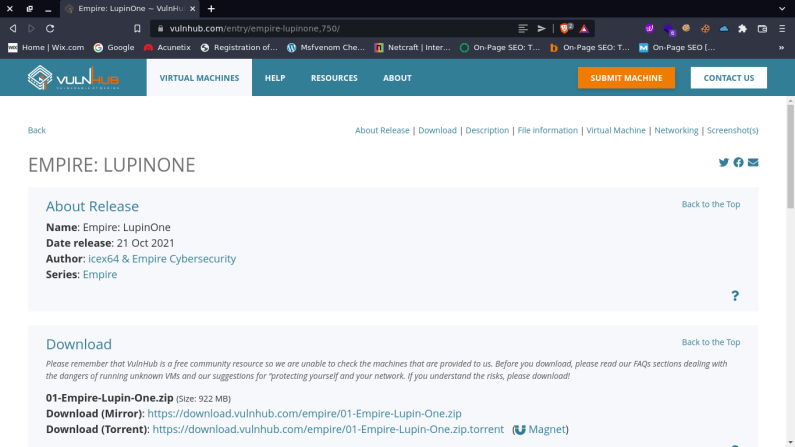 Empire: LupinOne ~ VulnHu
vulnhub.com/entry/empire-lupinone,750/
Home | Wix.com
Google
Acunetix
Registration of...
Msfvenom Che...
Netcraft | Inter...
On-Page SEO: T...
On-Page SEO: T...
On-Page SEO [...
VULNHUB
VULNERABLE BY DESIGN
VIRTUAL MACHINES
HELP
RESOURCES
ABOUT
SUBMIT MACHINE
CONTACT US
Back
About Release | Download | Description | File information | Virtual Machine | Networking | Screenshot(s)
EMPIRE: LUPINONE
About Release
Back to the Top
Name: Empire: LupinOne
Date release: 21 Oct 2021
Author: icex64 & Empire Cybersecurity
Series: Empire
?
Download
Back to the Top
Please remember that VulnHub is a free community resource so we are unable to check the machines that are provided to us. Before you download, please read our FAQs sections dealing with
the dangers of running unknown VMs and our suggestions for “protecting yourself and your network. If you understand the risks, please download!
01-Empire-Lupin-One.zip (Size: 922 MB)
Download (Mirror): https://download.vulnhub.com/empire/01-Empire-Lupin-One.zip
Download (Torrent): https://download.vulnhub.com/empire/01-Empire-Lupin-One.zip.torrent (Magnet)